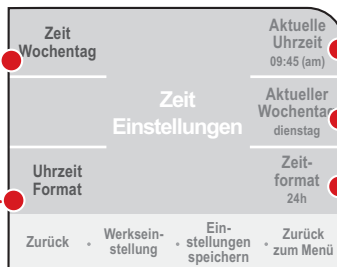 Zeit
Wochentag
Uhrzeit
Format
Zeit
Einstellungen
Aktuelle
Uhrzeit
09:45 (am)
Aktueller
Wochentag
dienstag
Zeit-
format
24h
Zurück
Werksein-
stellung
Ein-
stellungen
speichern
Zurück
zum Menü